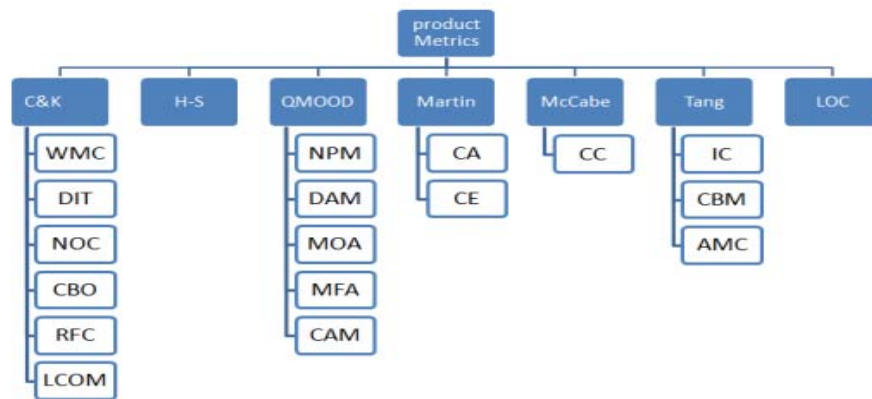 product
Metrics
C&K
H-S
QMOOD
Martin
McCabe
Tang
LOC
WMC
DIT
NOC
CBO
RFC
LCOM
NPM
DAM
MOA
MFA
CAM
CA
CE
CC
IC
CBM
AMC